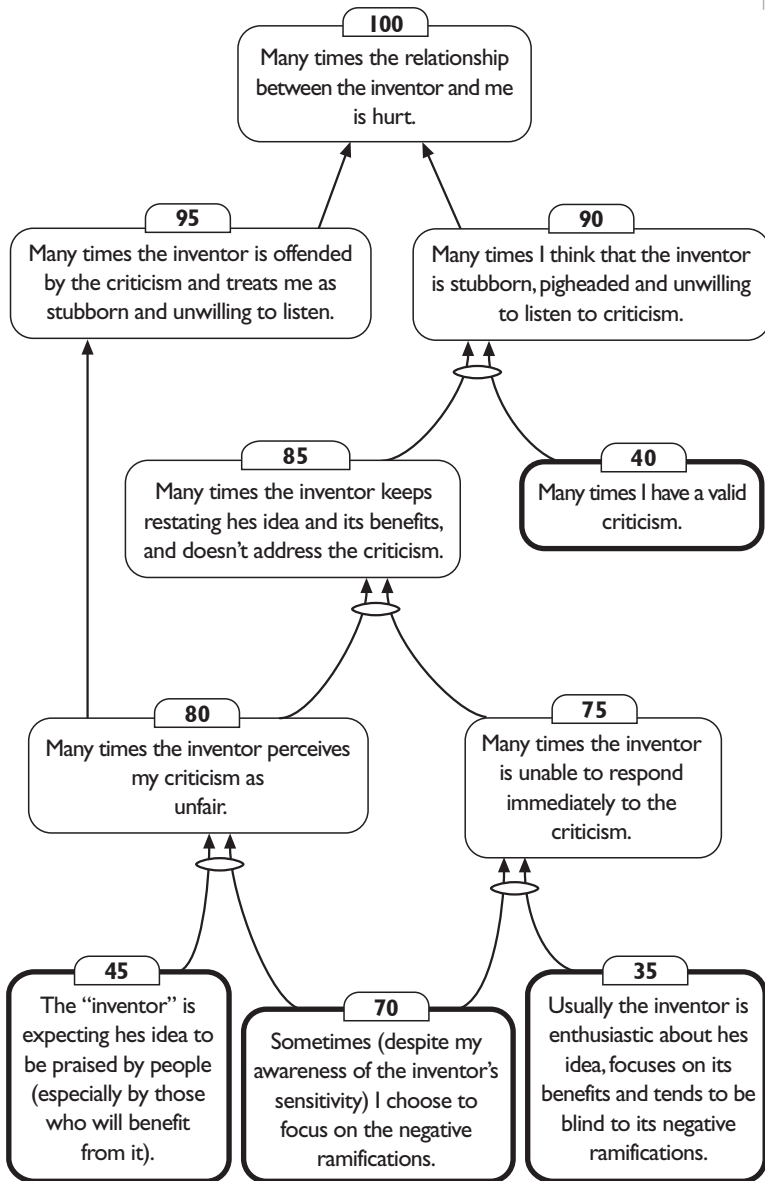 100
Many times the relationship
between the inventor and me
is hurt.
95
Many times the inventor is offended
by the criticism and treats me as
stubborn and unwilling to listen.
90
Many times I think that the inventor
is stubborn, pigheaded and unwilling
to listen to criticism.
85
Many times the inventor keeps
restating hes idea and its benefits,
and doesn’t address the criticism.
40
Many times I have a valid
criticism.
80
Many times the inventor perceives
my criticism as
unfair.
75
Many times the inventor
is unable to respond
immediately to the
criticism.
45
The “inventor” is
expecting hes idea to
be praised by people
(especially by those
who will benefit
from it).
70
Sometimes (despite my
awareness of the inventor’s
sensitivity) I choose to
focus on the negative
ramifications.
35
Usually the inventor is
enthusiastic about hes
idea, focuses on its
benefits and tends to be
blind to its negative
ramifications.